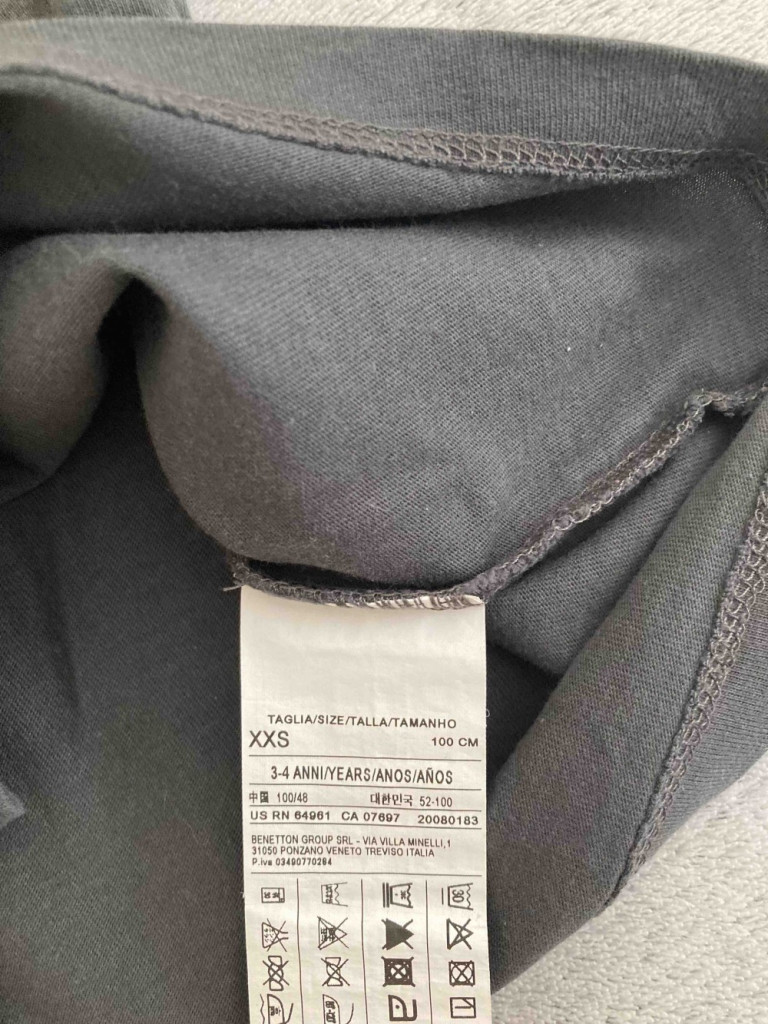 TAGLIA/SIZE/TALLA/TAMANHO
XXS 100 CM
3-4 ANNI/YEARS/ANOS/AÑOS
中国 100/48 대한민국 52-100
US RN 64961 CA 07697 20080183
BENETTON GROUP SRL - VIA VILLA MINELLI,1
31050 PONZANO VENETO TREVISO ITALIA
P.iva 03490770264
30